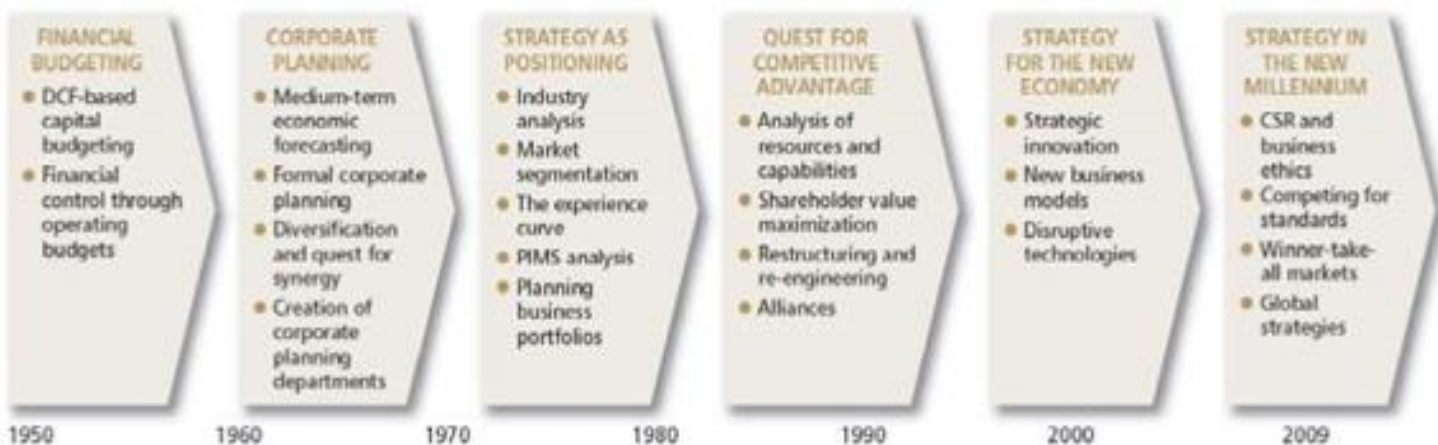 FINANCIAL
BUDGETING
DCF-based
capital
budgeting
Financial
control through
operating
budgets
CORPORATE
PLANNING
Medium-term
economic
forecasting
Formal corporate
planning
Diversification
and quest for
synergy
Creation of
corporate
planning
departments
STRATEGY AS
POSITIONING
Industry
analysis
Market
segmentation
The experience
curve
PIMS analysis
Planning
business
portfolios
QUEST FOR
COMPETITIVE
ADVANTAGE
Analysis of
resources and
capabilities
Shareholder value
maximization
Restructuring and
re-engineering
Alliances
STRATEGY
FOR THE NEW
ECONOMY
Strategic
innovation
New business
models
Disruptive
technologies
STRATEGY IN
THE NEW
MILLENNIUM
CSR and
business
ethics
Competing for
standards
Winner-take-
all markets
Global
strategies
1950 1960 1970 1980 1990 2000 2009